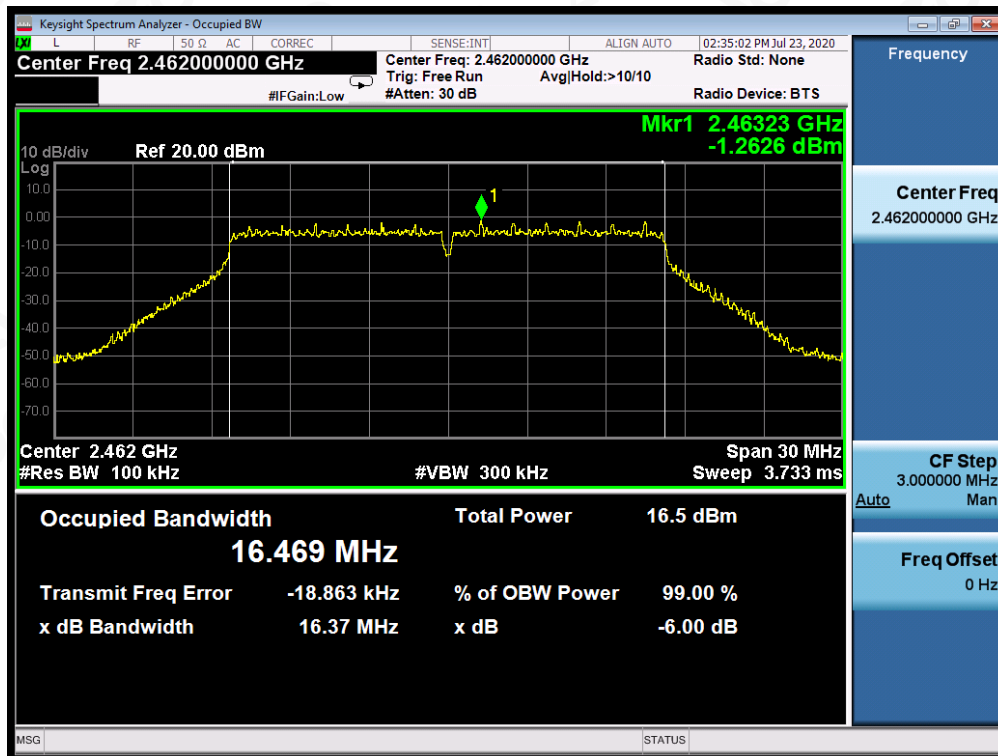 Keysight Spectrum Analyzer - Occupied BW
LXI L RF 50 Ω AC CORREC SENSE:INT ALIGN AUTO 02:35:02 PM Jul 23, 2020
Center Freq 2.462000000 GHz
Center Freq: 2.462000000 GHz Radio Std: None
Trig: Free Run Avg|Hold:>10/10
#IFGain:Low #Atten: 30 dB Radio Device: BTS
Frequency
Mkr1 2.46323 GHz
-1.2626 dBm
10 dB/div Ref 20.00 dBm
Log
10.0
0.00
-10.0
-20.0
-30.0
-40.0
-50.0
-60.0
-70.0
1
Center 2.462 GHz Span 30 MHz
#Res BW 100 kHz #VBW 300 kHz Sweep 3.733 ms
Occupied Bandwidth Total Power 16.5 dBm
16.469 MHz
Transmit Freq Error -18.863 kHz % of OBW Power 99.00 %
x dB Bandwidth 16.37 MHz x dB -6.00 dB
Center Freq
2.462000000 GHz
CF Step
3.000000 MHz
Auto Man
Freq Offset
0 Hz
MSG STATUS